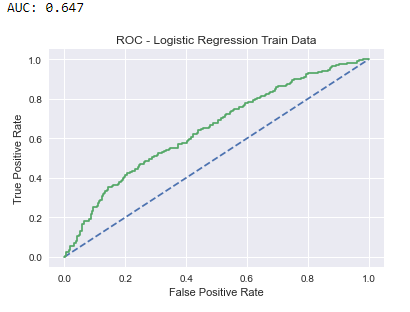 AUC: 0.647
ROC - Logistic Regression Train Data
1.0
0.8
0.6
0.4
0.2
0.0
True Positive Rate
0.0 0.2 0.4 0.6 0.8 1.0
False Positive Rate